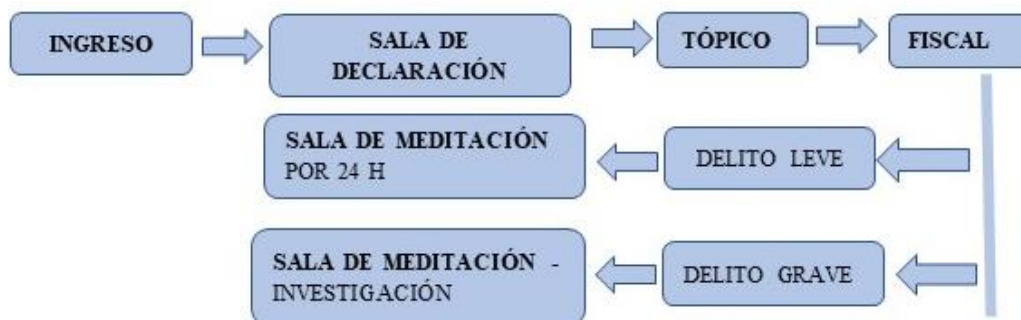 INGRESO
SALA DE
DECLARACIÓN
TÓPICO
FISCAL
SALA DE MEDITACIÓN
POR 24 H
DELITO LEVE
SALA DE MEDITACIÓN -
INVESTIGACIÓN
DELITO GRAVE